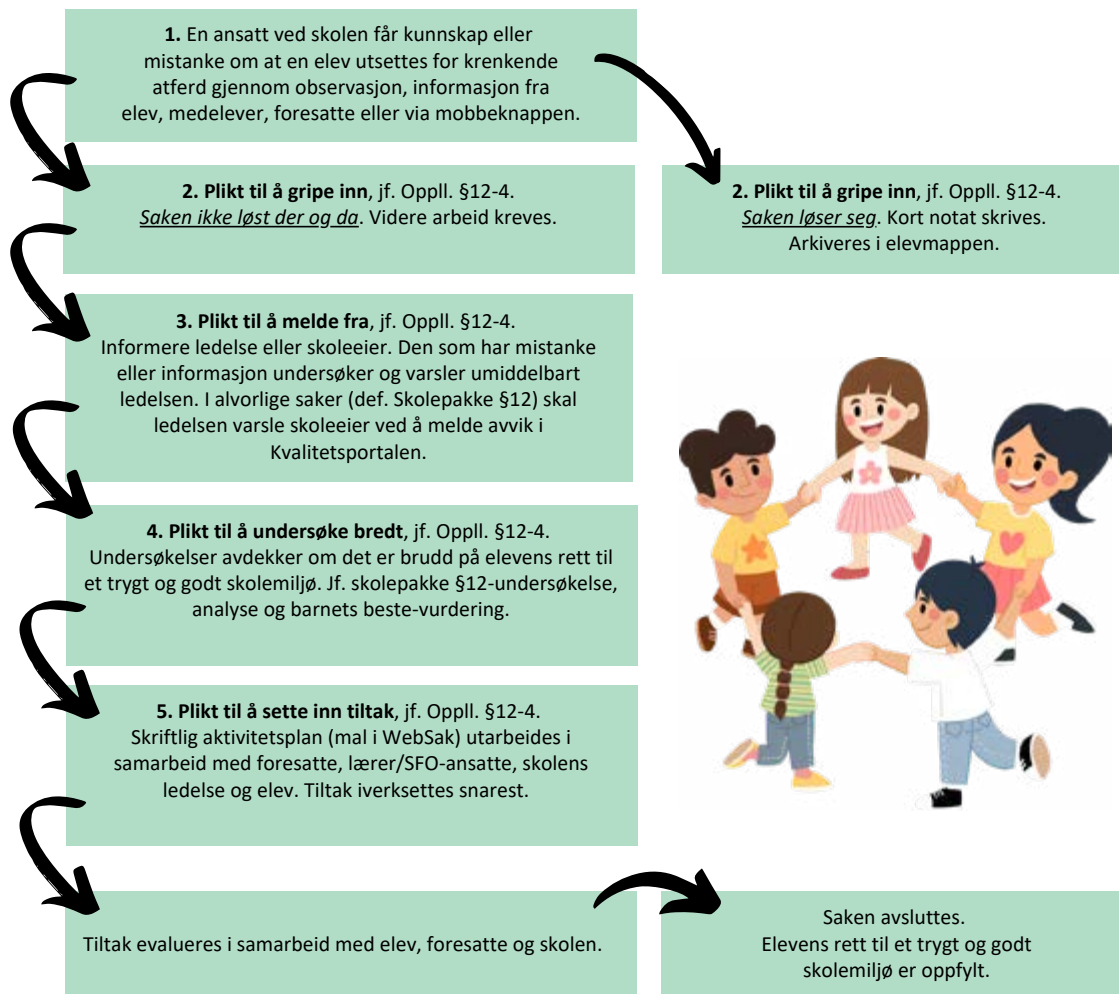 1. En ansatt ved skolen får kunnskap eller
mistanke om at en elev utsettes for krenkende
atferd gjennom observasjon, informasjon fra
elev, medelever, foresatte eller via mobbeknappen.
2. Plikt til å gripe inn, jf. Oppll. §12-4.
Saken ikke løst der og da. Videre arbeid kreves.
2. Plikt til å gripe inn, jf. Oppll. §12-4.
Saken løser seg. Kort notat skrives.
Arkiveres i elevmappen.
3. Plikt til å melde fra, jf. Oppll. §12-4.
Informere ledelse eller skoleeier. Den som har mistanke
eller informasjon undersøker og varsler umiddelbart
ledelsen. I alvorlige saker (def. Skolepakke §12) skal
ledelsen varsle skoleeier ved å melde avvik i
Kvalitetsportalen.
4. Plikt til å undersøke bredt, jf. Oppll. §12-4.
Undersøkelser avdekker om det er brudd på elevens rett til
et trygt og godt skolemiljø. Jf. skolepakke §12-undersøkelse,
analyse og barnets beste-vurdering.
5. Plikt til å sette inn tiltak, jf. Oppll. §12-4.
Skriftlig aktivitetsplan (mal i WebSak) utarbeides i
samarbeid med foresatte, lærer/SFO-ansatte, skolens
ledelse og elev. Tiltak iverksettes snarest.
Tiltak evalueres i samarbeid med elev, foresatte og skolen.
Saken avsluttes.
Elevens rett til et trygt og godt
skolemiljø er oppfylt.